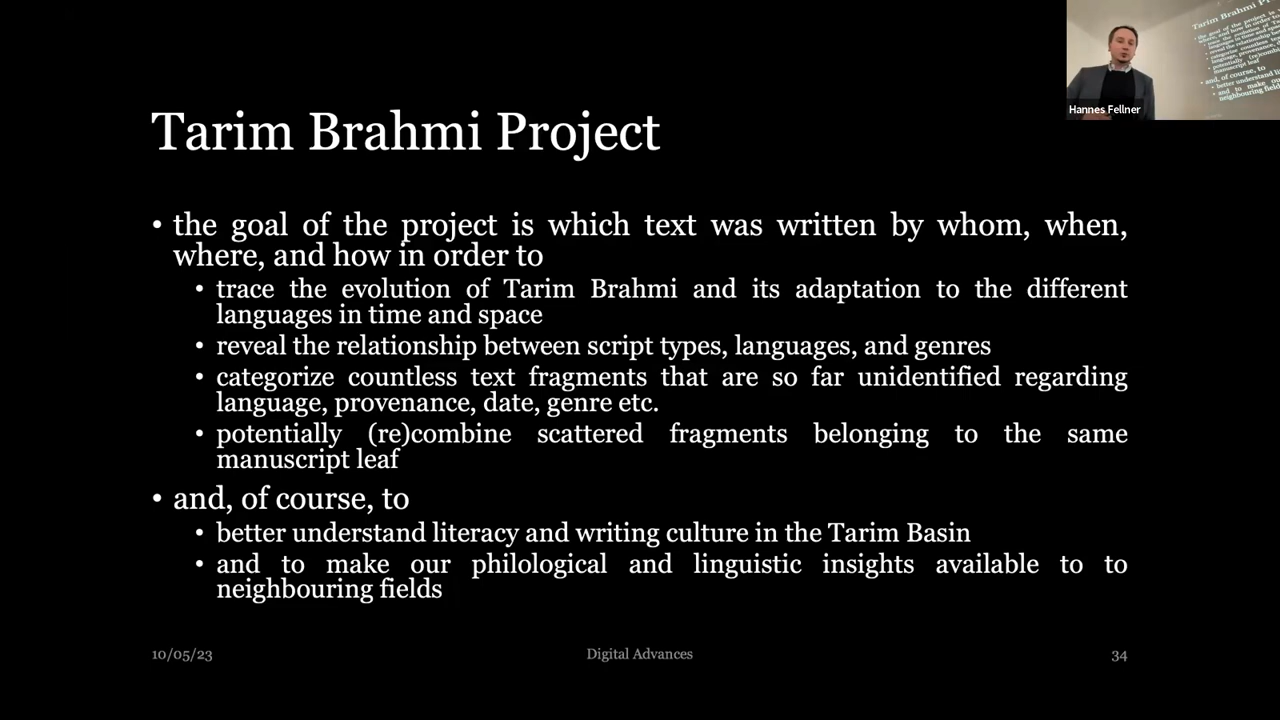 Tarim Brahmi Project
• the goal of the project is which text was written by whom, when,
where, and how in order to
• trace the evolution of Tarim Brahmi and its adaptation to the different
languages in time and space
• reveal the relationship between script types, languages, and genres
• categorize countless text fragments that are so far unidentified regarding
language, provenance, date, genre etc.
• potentially (re)combine scattered fragments belonging to the same
manuscript leaf
• and, of course, to
• better understand literacy and writing culture in the Tarim Basin
• and to make our philological and linguistic insights available to to
neighbouring fields
10/05/23
Digital Advances
34
Hannes Fellner